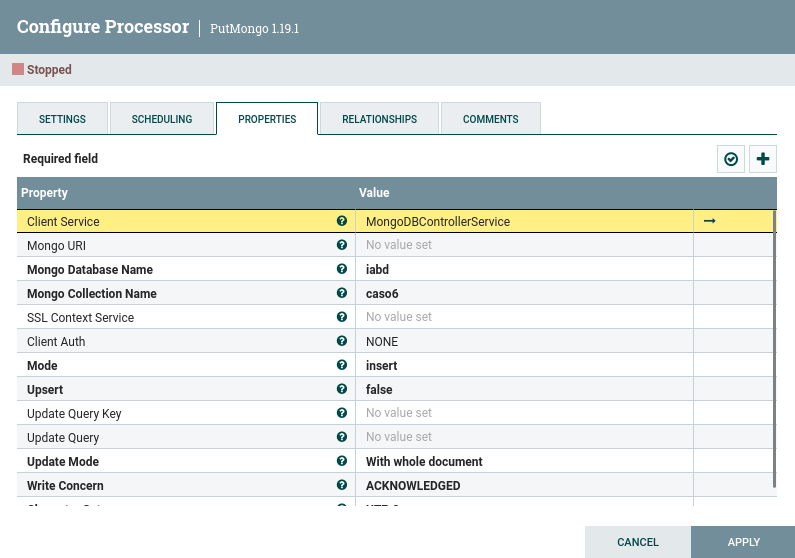 Configure Processor | PutMongo 1.19.1
Stopped
SETTINGS SCHEDULING PROPERTIES RELATIONSHIPS COMMENTS
Required field
Property Value
Client Service MongoDBControllerService
Mongo URI No value set
Mongo Database Name iabd
Mongo Collection Name caso6
SSL Context Service No value set
Client Auth NONE
Mode insert
Upsert false
Update Query Key No value set
Update Query No value set
Update Mode With whole document
Write Concern ACKNOWLEDGED
CANCEL APPLY